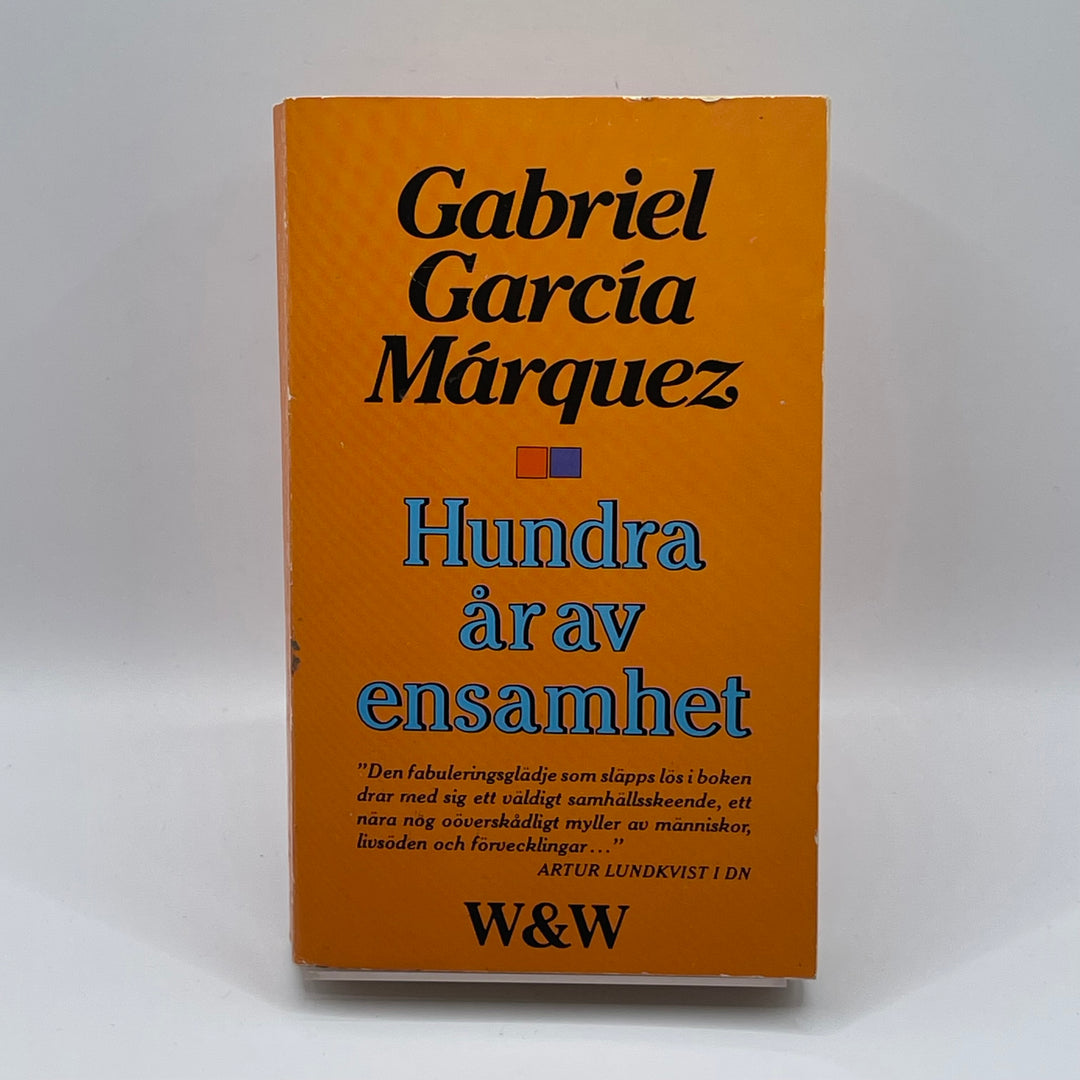 Gabriel
García
Márquez
Hundra
år av
ensamhet
"Den fabuleringsglädje som släpps lös i boken
drar med sig ett väldigt samhällsskeende, ett
nära nog oöverskådligt myller av människor,
livsöden och förvecklingar..."
ARTUR LUNDKVIST I DN
W&W